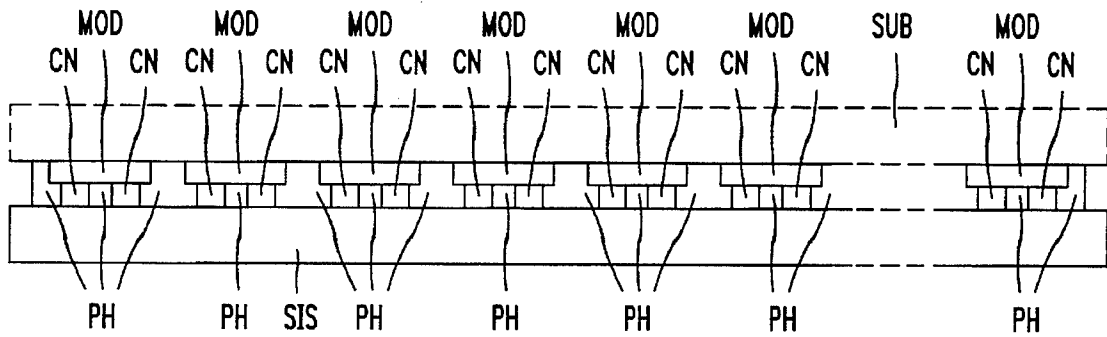 MOD MOD MOD MOD MOD MOD SUB MOD
CN CN CN CN CN CN CN CN CN CN CN CN CN CN
PH PH SIS PH PH PH PH PH